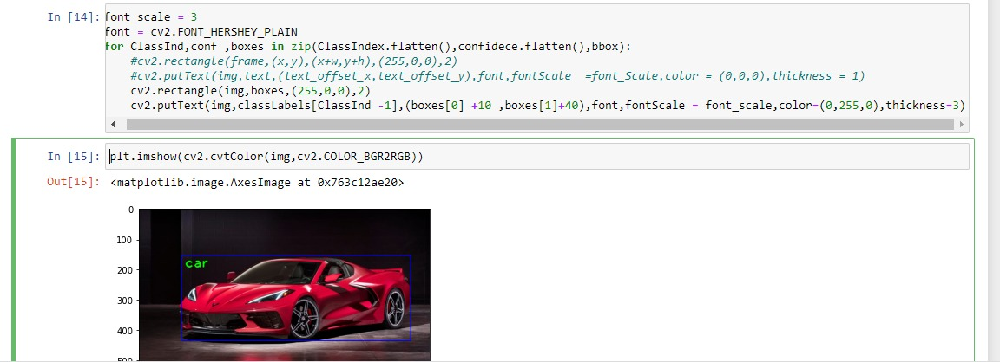 In [14]: font_scale = 3
font = cv2.FONT_HERSHEY_PLAIN
for ClassInd,conf ,boxes in zip(ClassIndex.flatten(),confidece.flatten(),bbox):
#cv2.rectangle(frame,(x,y),(x+w,y+h),(255,0,0),2)
#cv2.putText(img,text,(text_offset_x,text_offset_y),font,fontScale  =font_Scale,color = (0,0,0),thickness = 1)
cv2.rectangle(img,boxes,(255,0,0),2)
cv2.putText(img,classLabels[ClassInd -1],(boxes[0] +10 ,boxes[1]+40),font,fontScale = font_scale,color=(0,255,0),thickness=3)
In [15]: plt.imshow(cv2.cvtColor(img,cv2.COLOR_BGR2RGB))
Out[15]: <matplotlib.image.AxesImage at 0x763c12ae20>
0
100
200
car
300
400
500